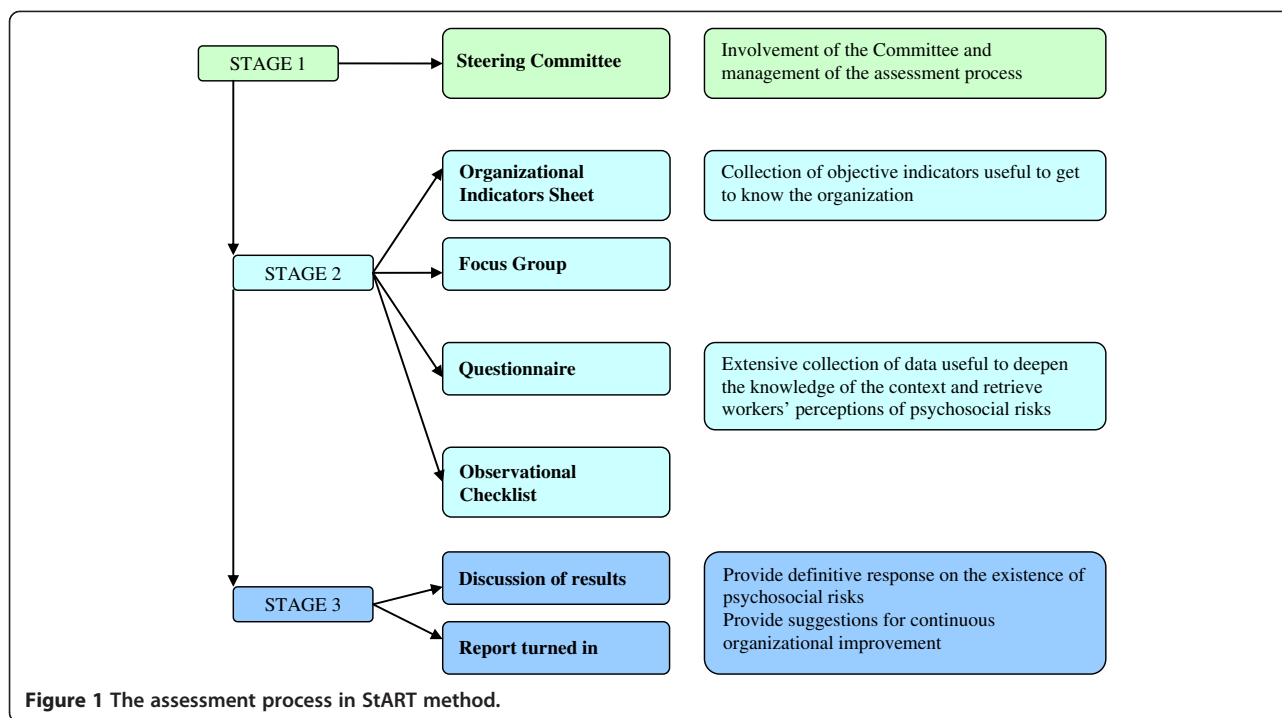 STAGE 1
Steering Committee
Involvement of the Committee and
management of the assessment process
STAGE 2
Organizational
Indicators Sheet
Collection of objective indicators useful to get
to know the organization
Focus Group
Questionnaire
Extensive collection of data useful to deepen
the knowledge of the context and retrieve
workers’ perceptions of psychosocial risks
Observational
Checklist
STAGE 3
Discussion of results
Report turned in
Provide definitive response on the existence of
psychosocial risks
Provide suggestions for continuous
organizational improvement
Figure 1 The assessment process in StART method.